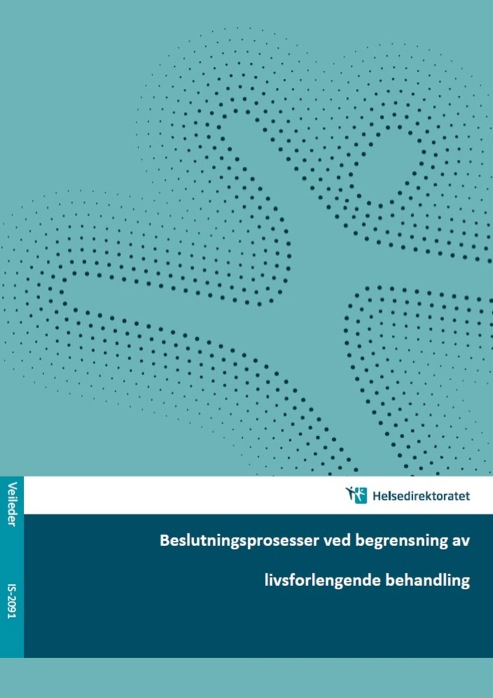 Helsedirektoratet
Veileder
IS-2091
Beslutningsprosesser ved begrensning av
livsforlengende behandling